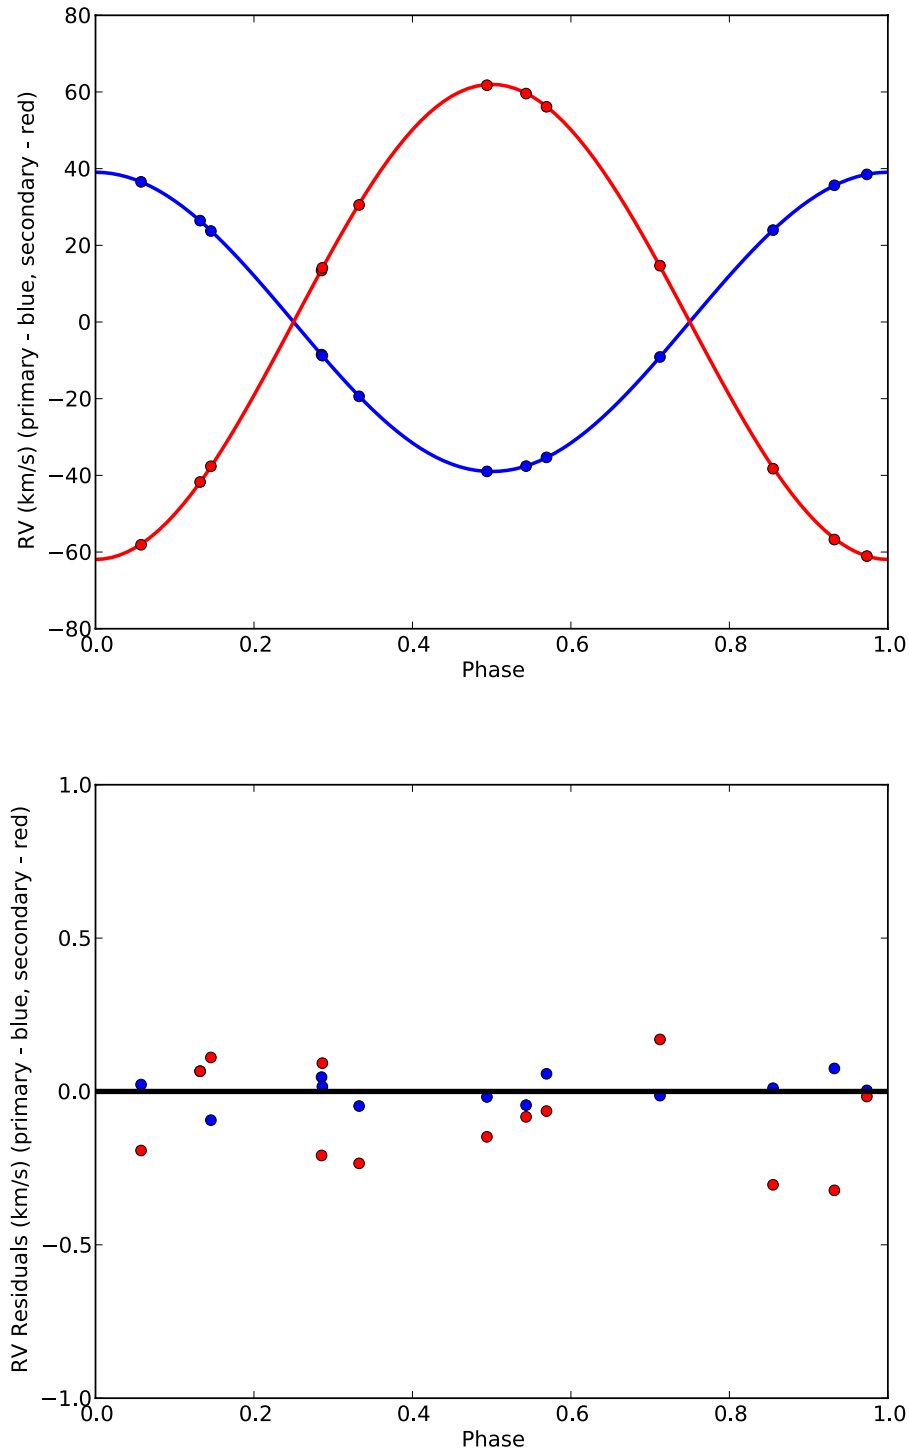 RV (km/s) (primary - blue, secondary - red)
80
60
40
20
0
−20
−40
−60
−80
0.0 0.2 0.4 0.6 0.8 1.0
Phase
RV Residuals (km/s) (primary - blue, secondary - red)
1.0
0.5
0.0
−0.5
−1.0
0.0 0.2 0.4 0.6 0.8 1.0
Phase